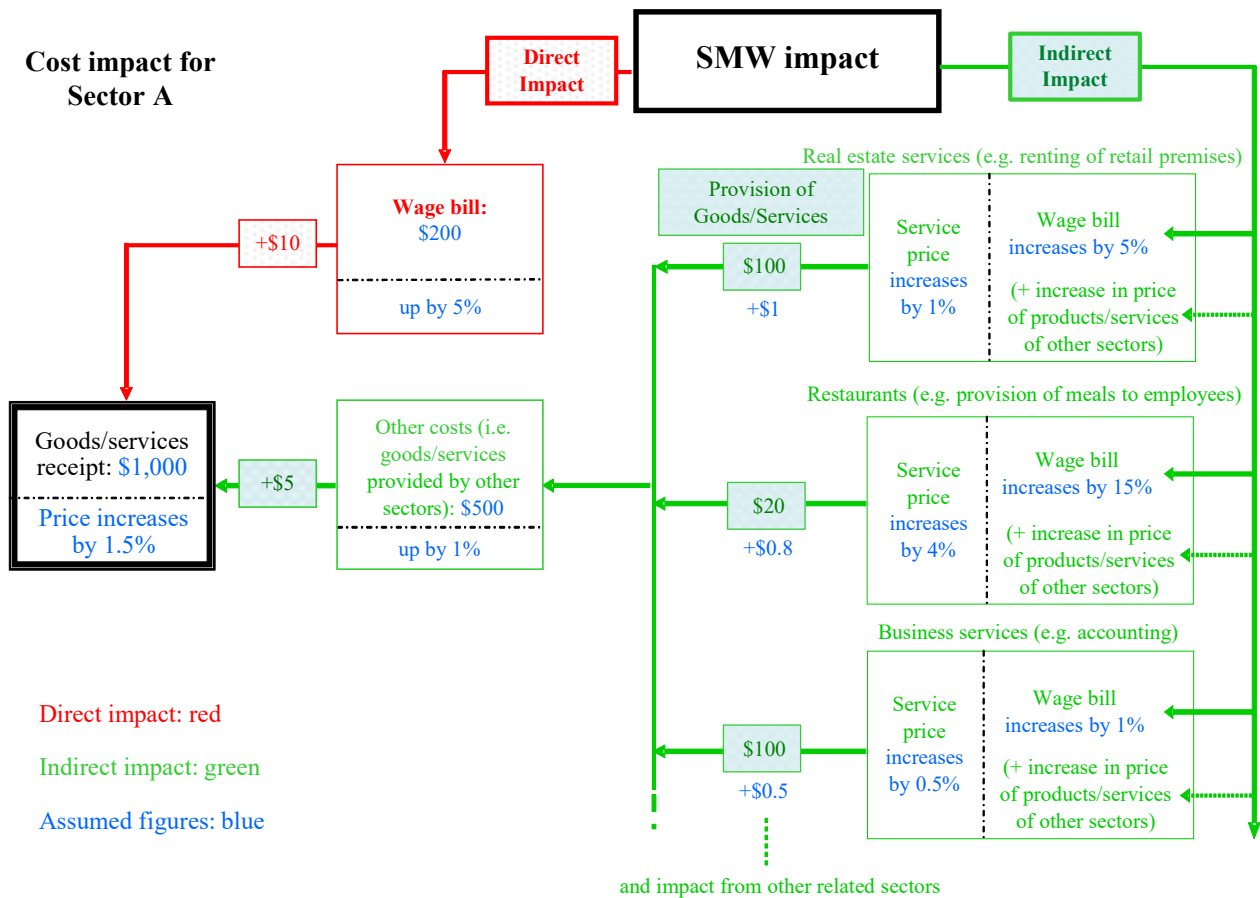 Cost impact for
Sector A
Direct
Impact
SMW impact
Indirect
Impact
Wage bill:
$200
up by 5%
+$10
Goods/services
receipt: $1,000
Price increases
by 1.5%
+$5
Other costs (i.e.
goods/services
provided by other
sectors): $500
up by 1%
Provision of
Goods/Services
Real estate services (e.g. renting of retail premises)
$100
+$1
Service
price
increases
by 1%
Wage bill
increases by 5%
(+ increase in price
of products/services
of other sectors)
Restaurants (e.g. provision of meals to employees)
$20
+$0.8
Service
price
increases
by 4%
Wage bill
increases by 15%
(+ increase in price
of products/services
of other sectors)
Business services (e.g. accounting)
$100
+$0.5
Service
price
increases
by 0.5%
Wage bill
increases by 1%
(+ increase in price
of products/services
of other sectors)
and impact from other related sectors
Direct impact: red
Indirect impact: green
Assumed figures: blue